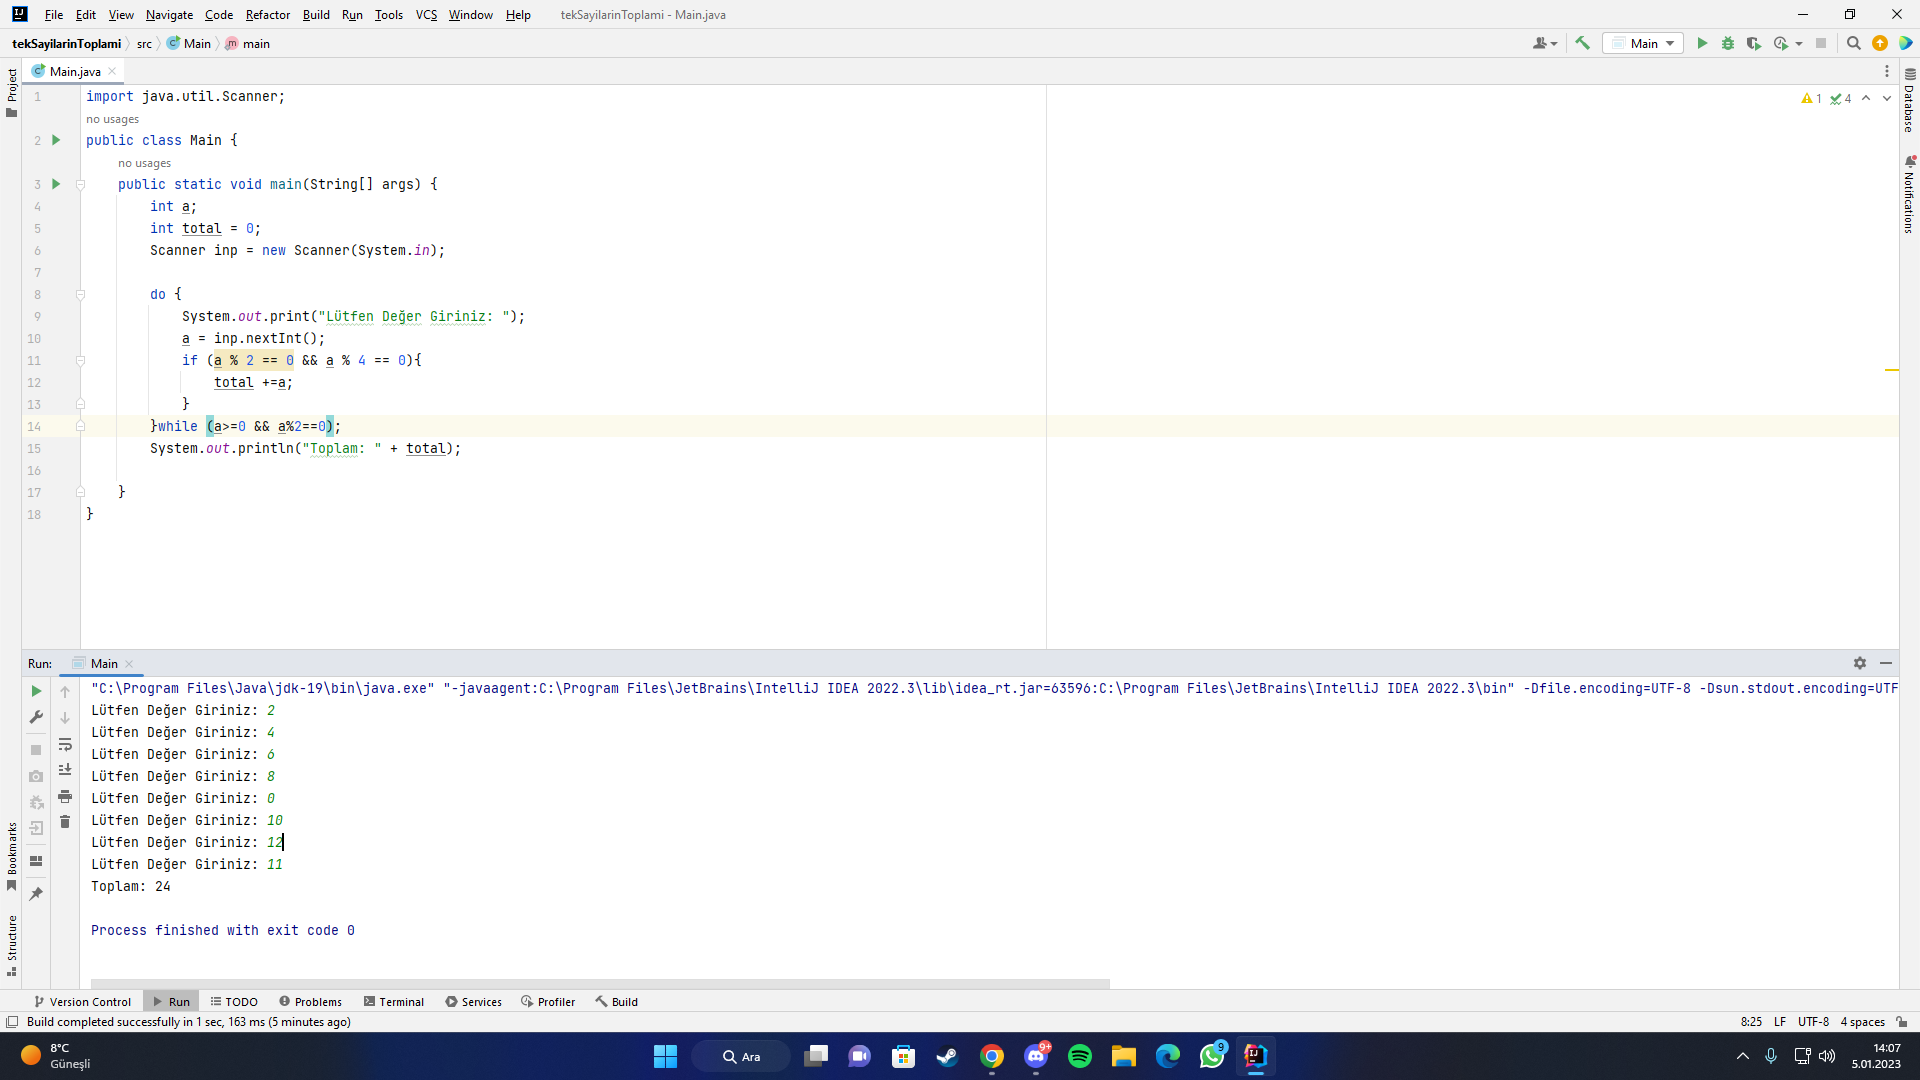 File Edit View Navigate Code Refactor Build Run Tools VCS Window Help tekSayilarinToplami - Main.java
tekSayilarinToplami src Main main
Main
Main.java
1 import java.util.Scanner;
no usages
2 public class Main {
no usages
3 public static void main(String[] args) {
4 int a;
5 int total = 0;
6 Scanner inp = new Scanner(System.in);
7
8 do {
9 System.out.print("Lütfen Değer Giriniz: ");
10 a = inp.nextInt();
11 if (a % 2 == 0 && a % 4 == 0){
12 total +=a;
13 }
14 }while (a>=0 && a%2==0);
15 System.out.println("Toplam: " + total);
16
17 }
18 }
1 4
Project
Bookmarks
Structure
Database
Notifications
Run: Main
"C:\Program Files\Java\jdk-19\bin\java.exe" "-javaagent:C:\Program Files\JetBrains\IntelliJ IDEA 2022.3\lib\idea_rt.jar=63596:C:\Program Files\JetBrains\IntelliJ IDEA 2022.3\bin" -Dfile.encoding=UTF-8 -Dsun.stdout.encoding=UTF
Lütfen Değer Giriniz: 2
Lütfen Değer Giriniz: 4
Lütfen Değer Giriniz: 6
Lütfen Değer Giriniz: 8
Lütfen Değer Giriniz: 0
Lütfen Değer Giriniz: 10
Lütfen Değer Giriniz: 12
Lütfen Değer Giriniz: 11
Toplam: 24
Process finished with exit code 0
Version Control Run TODO Problems Terminal Services Profiler Build
Build completed successfully in 1 sec, 163 ms (5 minutes ago)
8:25 LF UTF-8 4 spaces
8°C
Güneşli
Ara
9+
9
14:07
5.01.2023